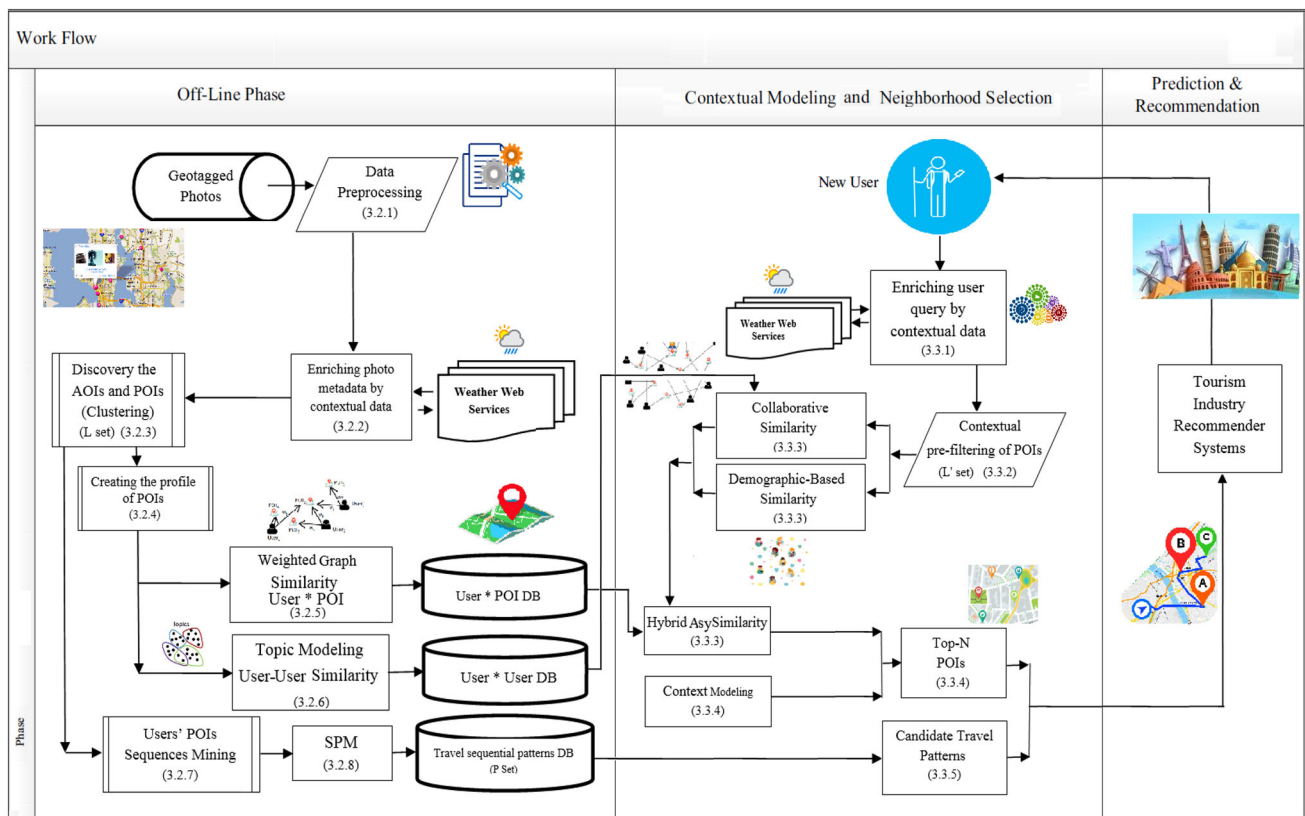 Work Flow
Off-Line Phase
Contextual Modeling and Neighborhood Selection
Prediction &
Recommendation
Geotagged
Photos
Data
Preprocessing
(3.2.1)
New User
Enriching user
query by
contextual data
(3.3.1)
Weather Web
Services
Discovery the
AOIs and POIs
(Clustering)
(L set) (3.2.3)
Enriching photo
metadata by
contextual data
(3.2.2)
Weather Web
Services
Collaborative
Similarity
(3.3.3)
Contextual
pre-filtering of POIs
(L' set) (3.3.2)
Tourism
Industry
Recommender
Systems
Creating the profile
of POIs
(3.2.4)
Demographic-Based
Similarity
(3.3.3)
Weighted Graph
Similarity
User * POI
(3.2.5)
User * POI DB
B
C
A
Hybrid AsySimilarity
(3.3.3)
Top-N
POIs
(3.3.4)
Topics
Topic Modeling
User-User Similarity
(3.2.6)
User * User DB
Context Modeling
(3.3.4)
Phase
Users' POIs
Sequences Mining
(3.2.7)
SPM
(3.2.8)
Travel sequential patterns DB
(P Set)
Candidate Travel
Patterns
(3.3.5)